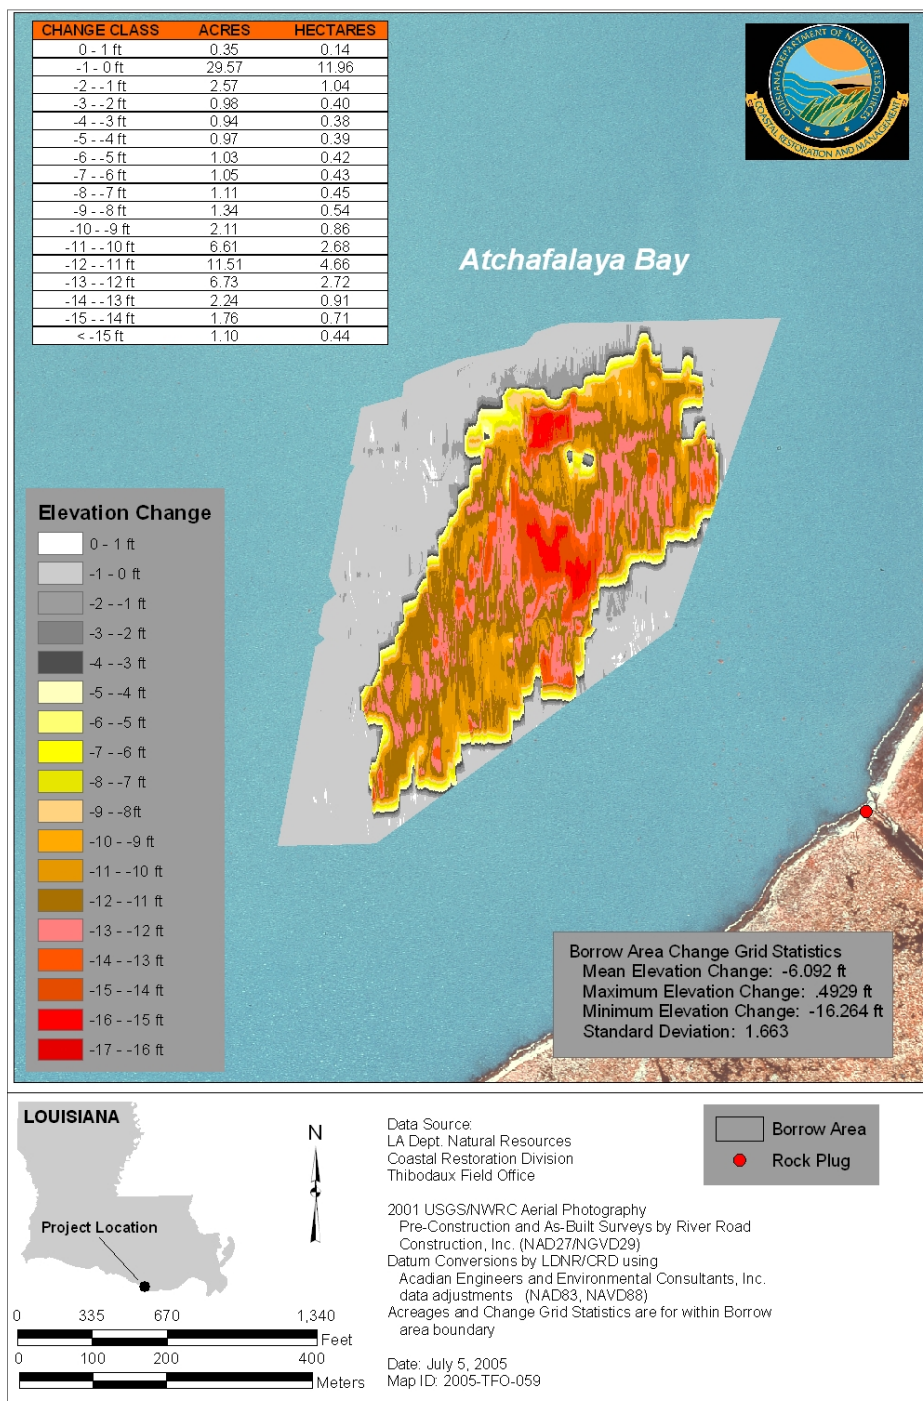 CHANGE CLASS ACRES HECTARES
0 - 1 ft 0.35 0.14
-1 - 0 ft 29.57 11.96
-2 - -1 ft 2.57 1.04
-3 - -2 ft 0.98 0.40
-4 - -3 ft 0.94 0.38
-5 - -4 ft 0.97 0.39
-6 - -5 ft 1.03 0.42
-7 - -6 ft 1.05 0.43
-8 - -7 ft 1.11 0.45
-9 - -8 ft 1.34 0.54
-10 - -9 ft 2.11 0.86
-11 - -10 ft 6.61 2.68
-12 - -11 ft 11.51 4.66
-13 - -12 ft 6.73 2.72
-14 - -13 ft 2.24 0.91
-15 - -14 ft 1.76 0.71
< -15 ft 1.10 0.44
LOUISIANA DEPARTMENT OF NATURAL RESOURCES
COASTAL RESTORATION AND MANAGEMENT
Atchafalaya Bay
Elevation Change
0 - 1 ft
-1 - 0 ft
-2 - -1 ft
-3 - -2 ft
-4 - -3 ft
-5 - -4 ft
-6 - -5 ft
-7 - -6 ft
-8 - -7 ft
-9 - -8ft
-10 - -9 ft
-11 - -10 ft
-12 - -11 ft
-13 - -12 ft
-14 - -13 ft
-15 - -14 ft
-16 - -15 ft
-17 - -16 ft
Borrow Area Change Grid Statistics
Mean Elevation Change: -6.092 ft
Maximum Elevation Change: .4929 ft
Minimum Elevation Change: -16.264 ft
Standard Deviation: 1.663
LOUISIANA
Project Location
0 335 670 1,340
Feet
0 100 200 400
Meters
N
Data Source:
LA Dept. Natural Resources
Coastal Restoration Division
Thibodaux Field Office
2001 USGS/NWRC Aerial Photography
Pre-Construction and As-Built Surveys by River Road
Construction, Inc. (NAD27/NGVD29)
Datum Conversions by LDNR/CRD using
Acadian Engineers and Environmental Consultants, Inc.
data adjustments (NAD83, NAVD88)
Acreages and Change Grid Statistics are for within Borrow
area boundary
Date: July 5, 2005
Map ID: 2005-TFO-059
Borrow Area
Rock Plug